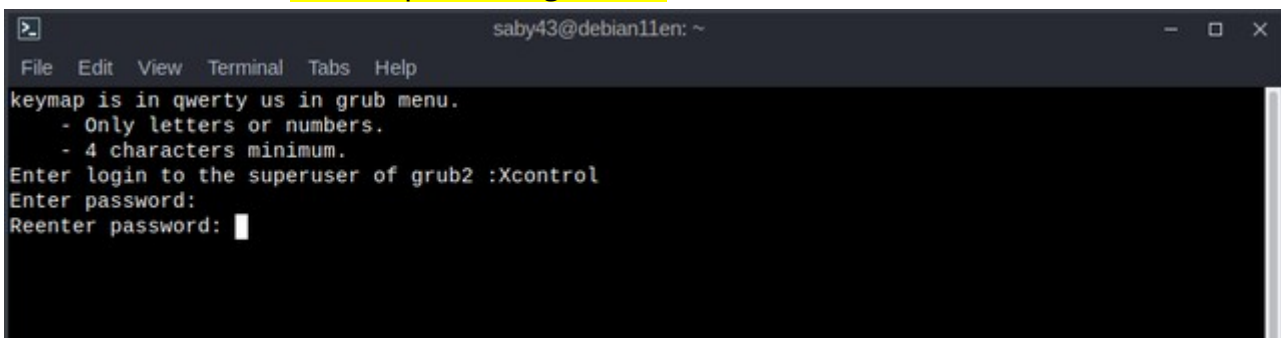 saby43@debian11en: ~
File Edit View Terminal Tabs Help
keymap is in qwerty us in grub menu.
- Only letters or numbers.
- 4 characters minimum.
Enter login to the superuser of grub2 :Xcontrol
Enter password:
Reenter password: